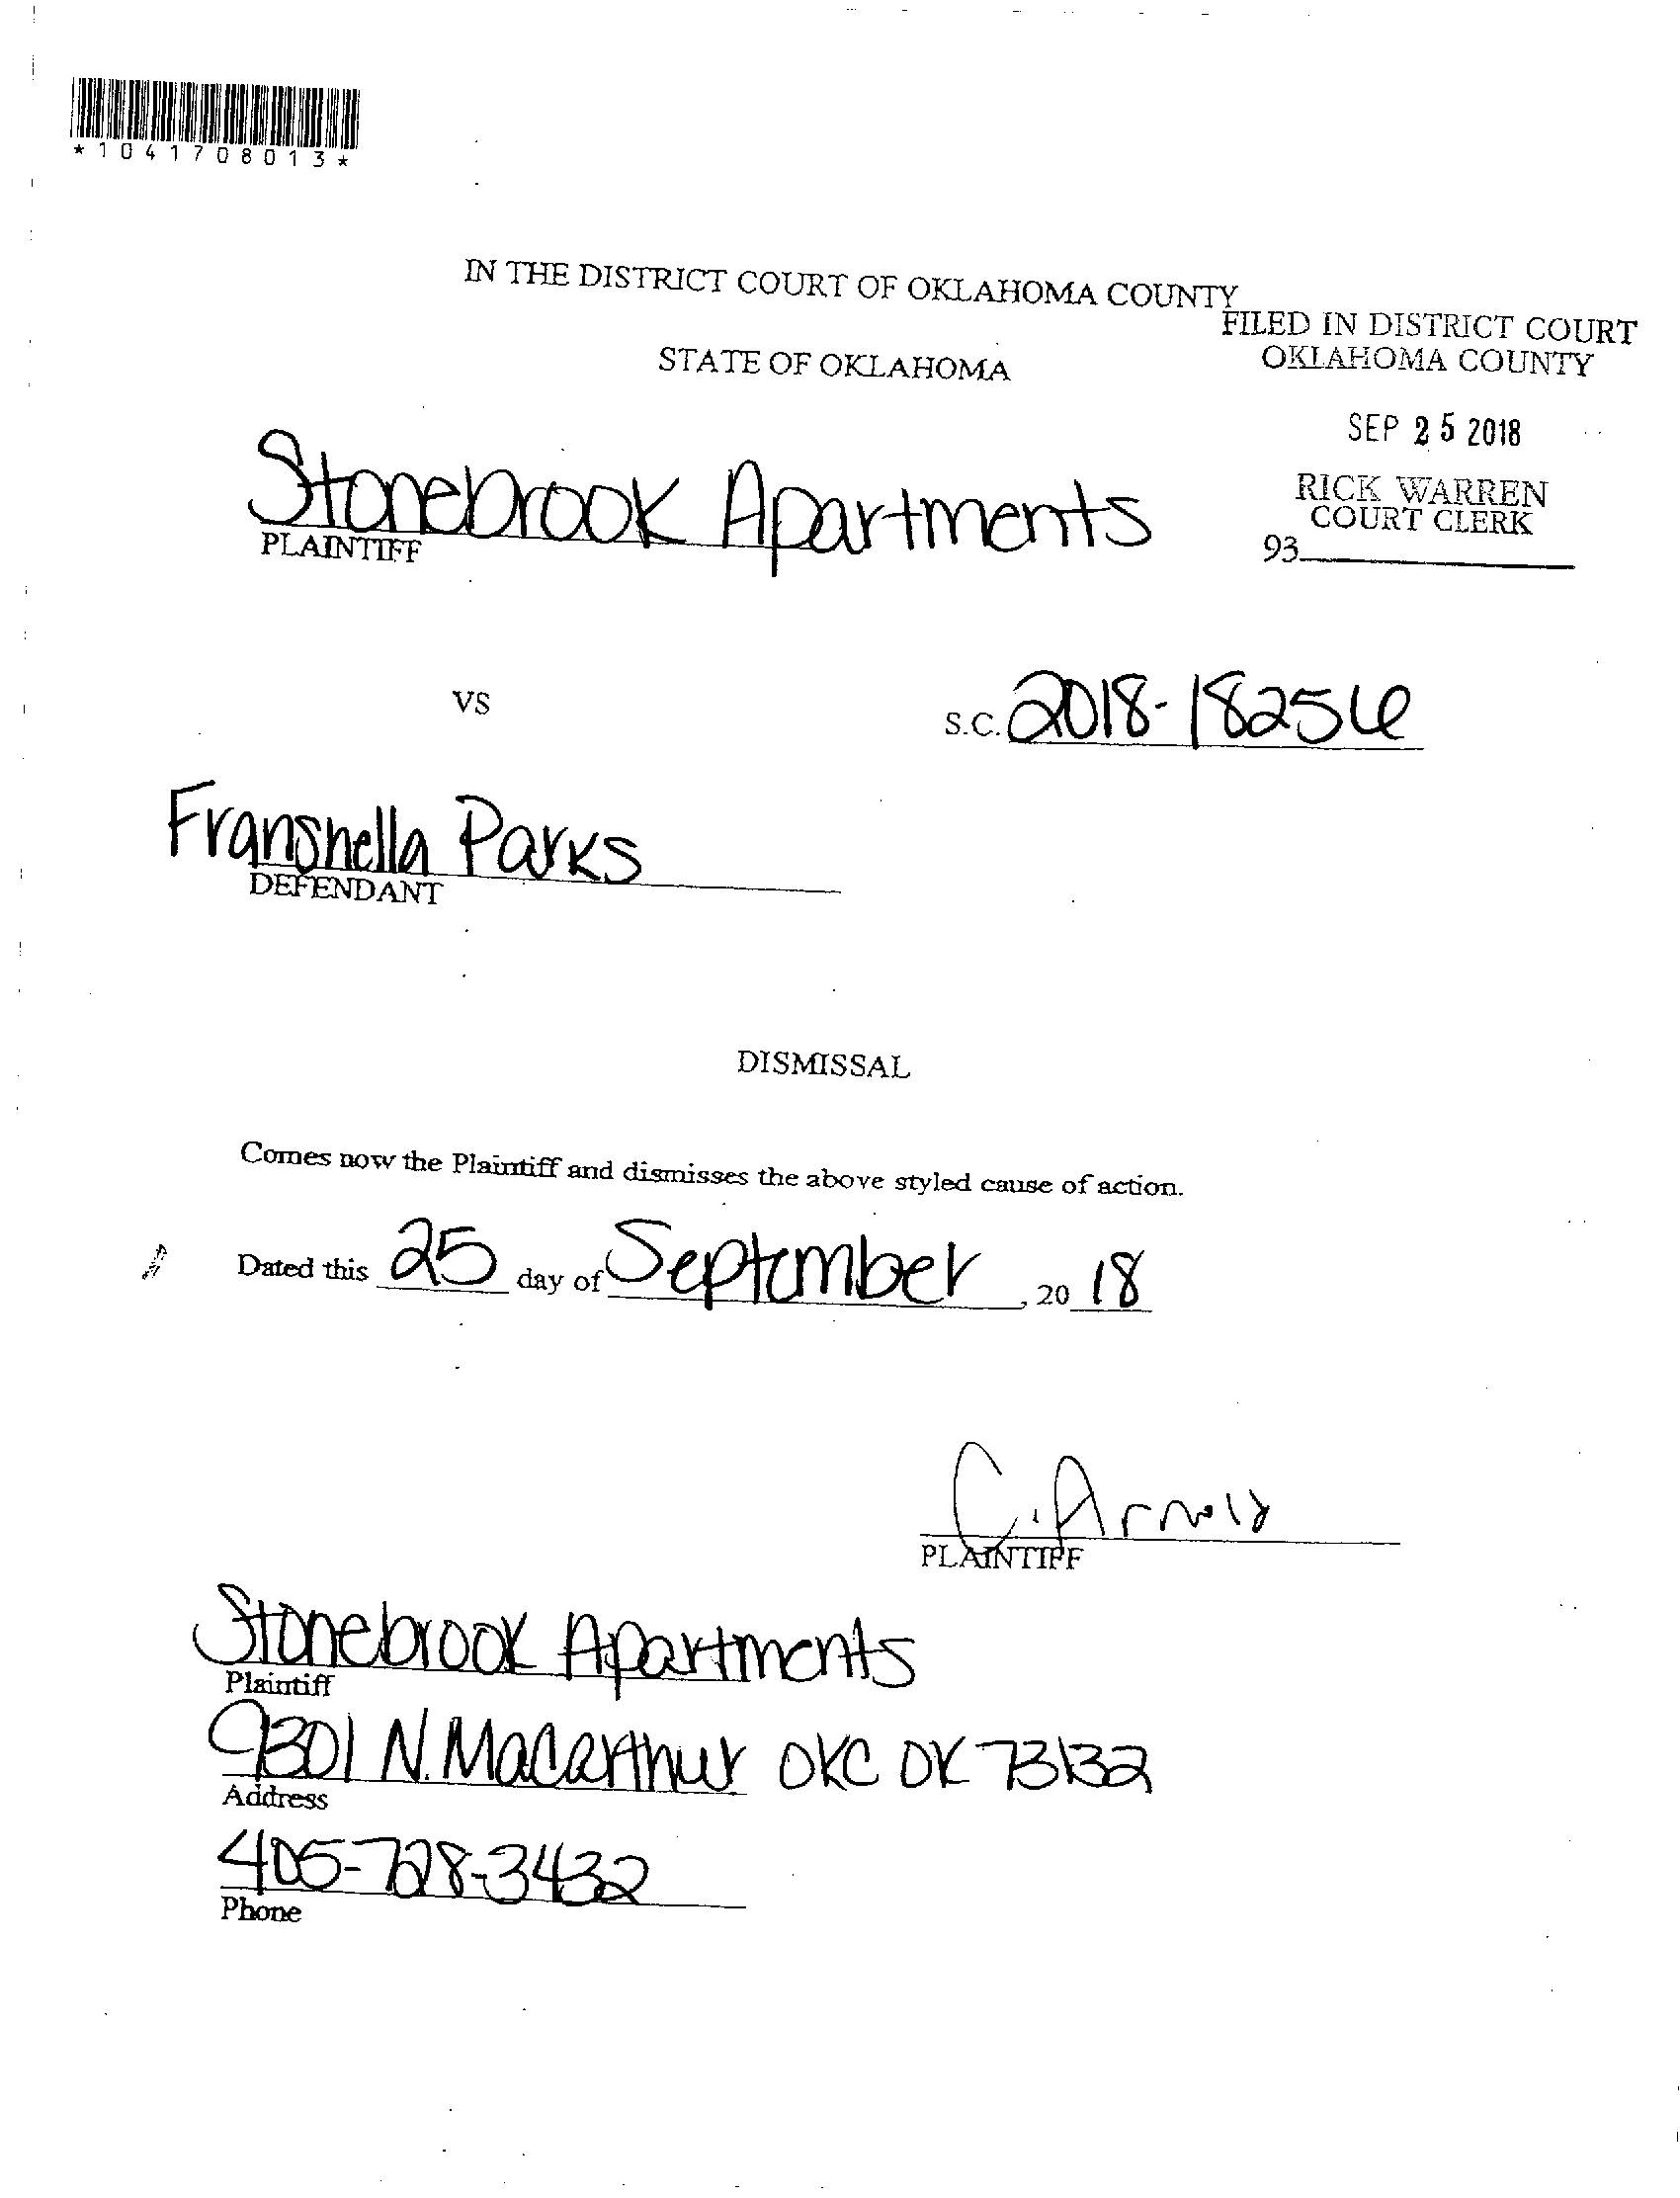 *1041708013*
IN THE DISTRICT COURT OF OKLAHOMA COUNTY
FILED IN DISTRICT COURT
OKLAHOMA COUNTY
STATE OF OKLAHOMA
SEP 25 2018
Stonebrook Apartments
PLAINTIFF
RICK WARREN
COURT CLERK
93
VS
S.C. 2018-18256
Franshella Parks
DEFENDANT
DISMISSAL
Comes now the Plaintiff and dismisses the above styled cause of action.
Dated this 25 day of September, 20 18
C. Arnold
PLAINTIFF
Stonebrook Apartments
Plaintiff
9301 N. Macarthur OKC OK 73132
Address
405-728-3432
Phone